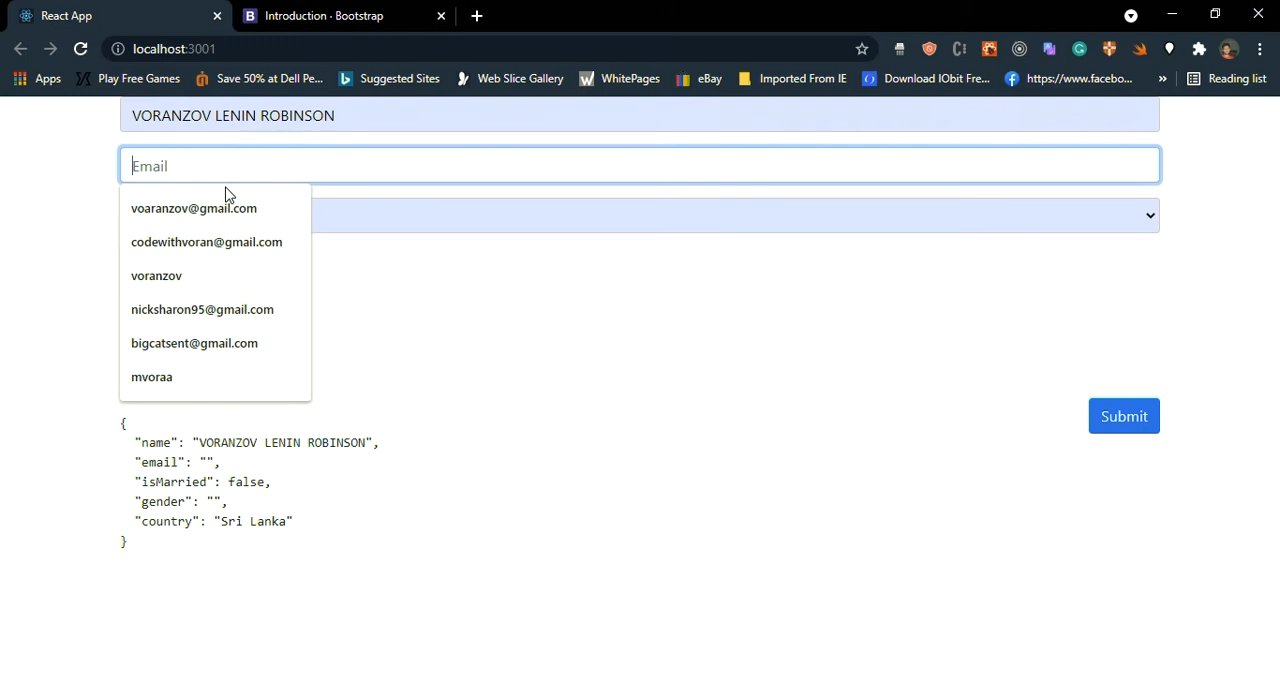 React App
Introduction · Bootstrap
localhost:3001
Apps
Play Free Games
Save 50% at Dell Pe...
Suggested Sites
Web Slice Gallery
WhitePages
eBay
Imported From IE
Download IObit Fre...
https://www.facebo...
»
Reading list
VORANZOV LENIN ROBINSON
Email
voaranzov@gmail.com
codewithvoran@gmail.com
voranzov
nicksharon95@gmail.com
bigcatsent@gmail.com
mvoraa
Submit
{
"name": "VORANZOV LENIN ROBINSON",
"email": "",
"isMarried": false,
"gender": "",
"country": "Sri Lanka"
}